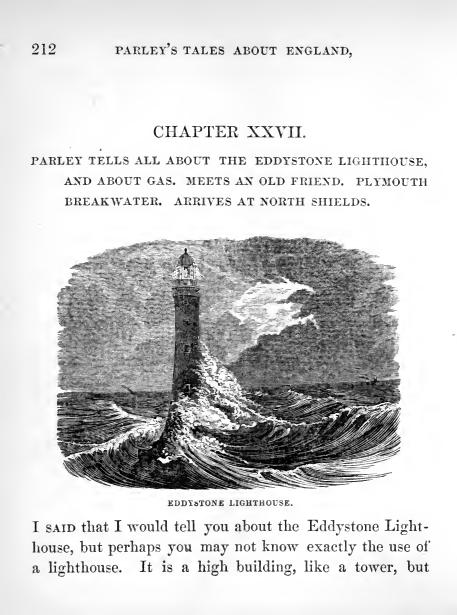 212 PARLEY'S TALES ABOUT ENGLAND,
CHAPTER XXVII.
PARLEY TELLS ALL ABOUT THE EDDYSTONE LIGHTHOUSE,
AND ABOUT GAS. MEETS AN OLD FRIEND. PLYMOUTH
BREAKWATER. ARRIVES AT NORTH SHIELDS.
EDDYSTONE LIGHTHOUSE.
I SAID that I would tell you about the Eddystone Light-
house, but perhaps you may not know exactly the use of
a lighthouse. It is a high building, like a tower, but